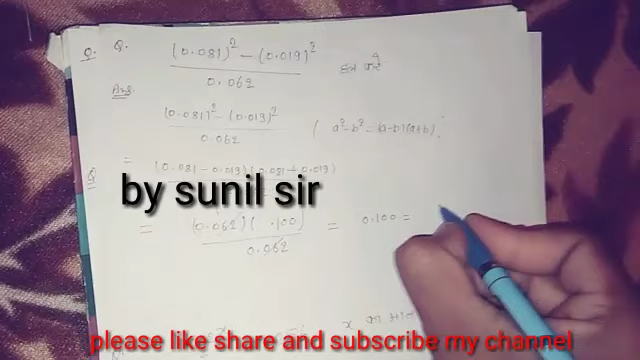 Q. Q. (0.081)² - (0.019)² / 0.062 हल करें
Ans. (0.081)² - (0.019)² / 0.062 ( a² - b² = (a-b)(a+b)
= (0.081 - 0.019)(0.081 + 0.019)
Q
by sunil sir
= (0.062)( .100) / 0.062 = 0.100 =
x का मान
please like share and subscribe my channel